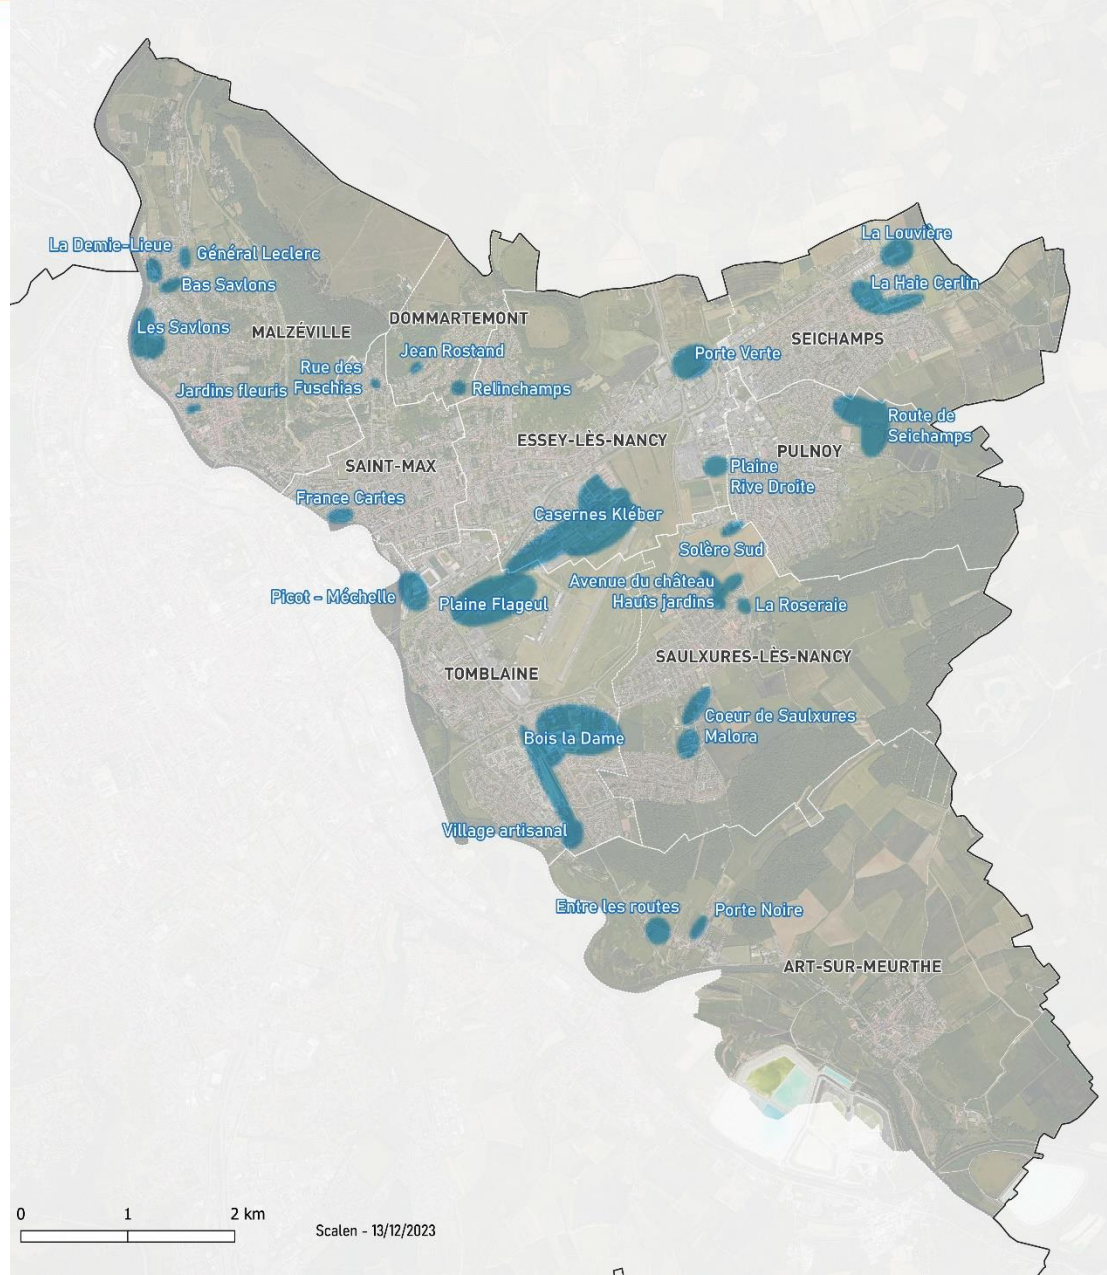 La Louvière
La Demie-Lieue
Général Leclerc
Bas Savlons
La Haie Cerlin
Les Savlons
MALZÉVILLE
DOMMARTEMONT
SEICHAMPS
Jean Rostand
Porte Verte
Rue des
Fuschias
Jardins fleuris
Relinchamps
Route de
Seichamps
ESSEY-LÈS-NANCY
PULNOY
SAINT-MAX
Plaine
Rive Droite
France Cartes
Casernes Kléber
Solère Sud
Avenue du château
Hauts jardins
Picot - Méchelle
Plaine Flageul
La Roseraie
SAULXURES-LÈS-NANCY
TOMBLAINE
Coeur de Saulxures
Malora
Bois la Dame
Village artisanal
Entre les routes
Porte Noire
ART-SUR-MEURTHE
0 1 2 km
Scalen - 13/12/2023